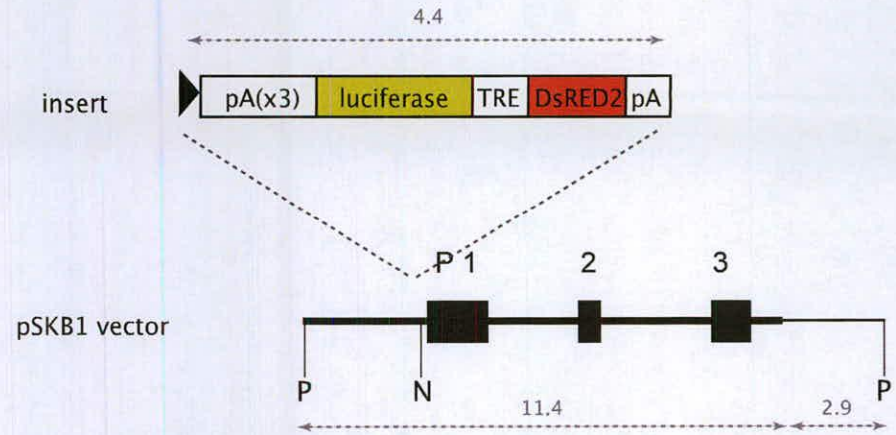 4.4
insert
pA(x3) luciferase TRE DsRED2 pA
P 1 2 3
pSKB1 vector
P N P
11.4 2.9